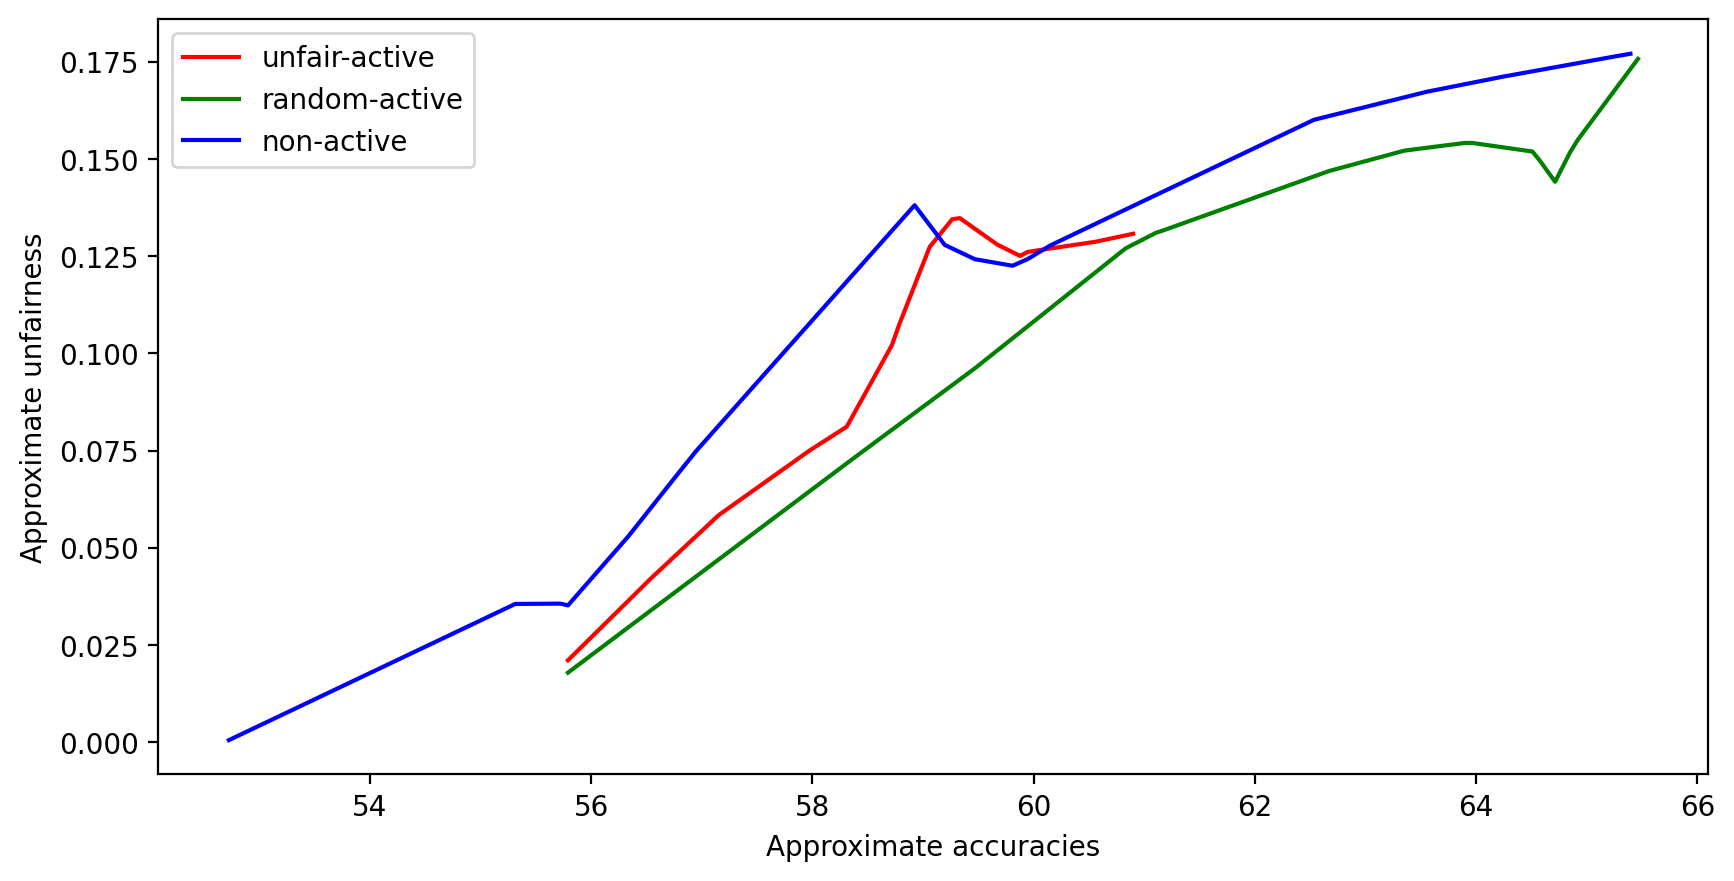 unfair-active
random-active
non-active
Approximate unfairness
0.175
0.150
0.125
0.100
0.075
0.050
0.025
0.000
54 56 58 60 62 64 66
Approximate accuracies